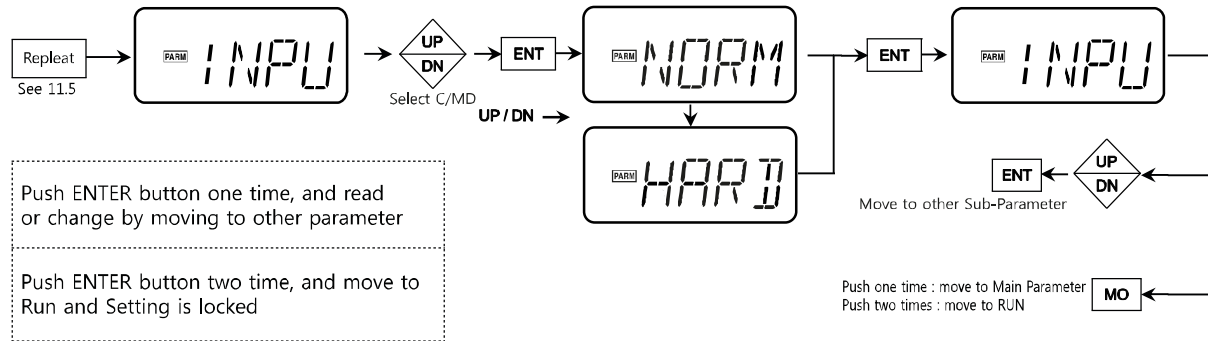 Repeat
See 11.5
PARM INPU
UP
DN
Select C/MD
ENT
UP / DN
PARM NORM
PARM HARD
ENT
PARM INPU
UP
DN
ENT
Move to other Sub-Parameter
Push one time : move to Main Parameter
Push two times : move to RUN
MO
Push ENTER button one time, and read
or change by moving to other parameter
Push ENTER button two time, and move to
Run and Setting is locked